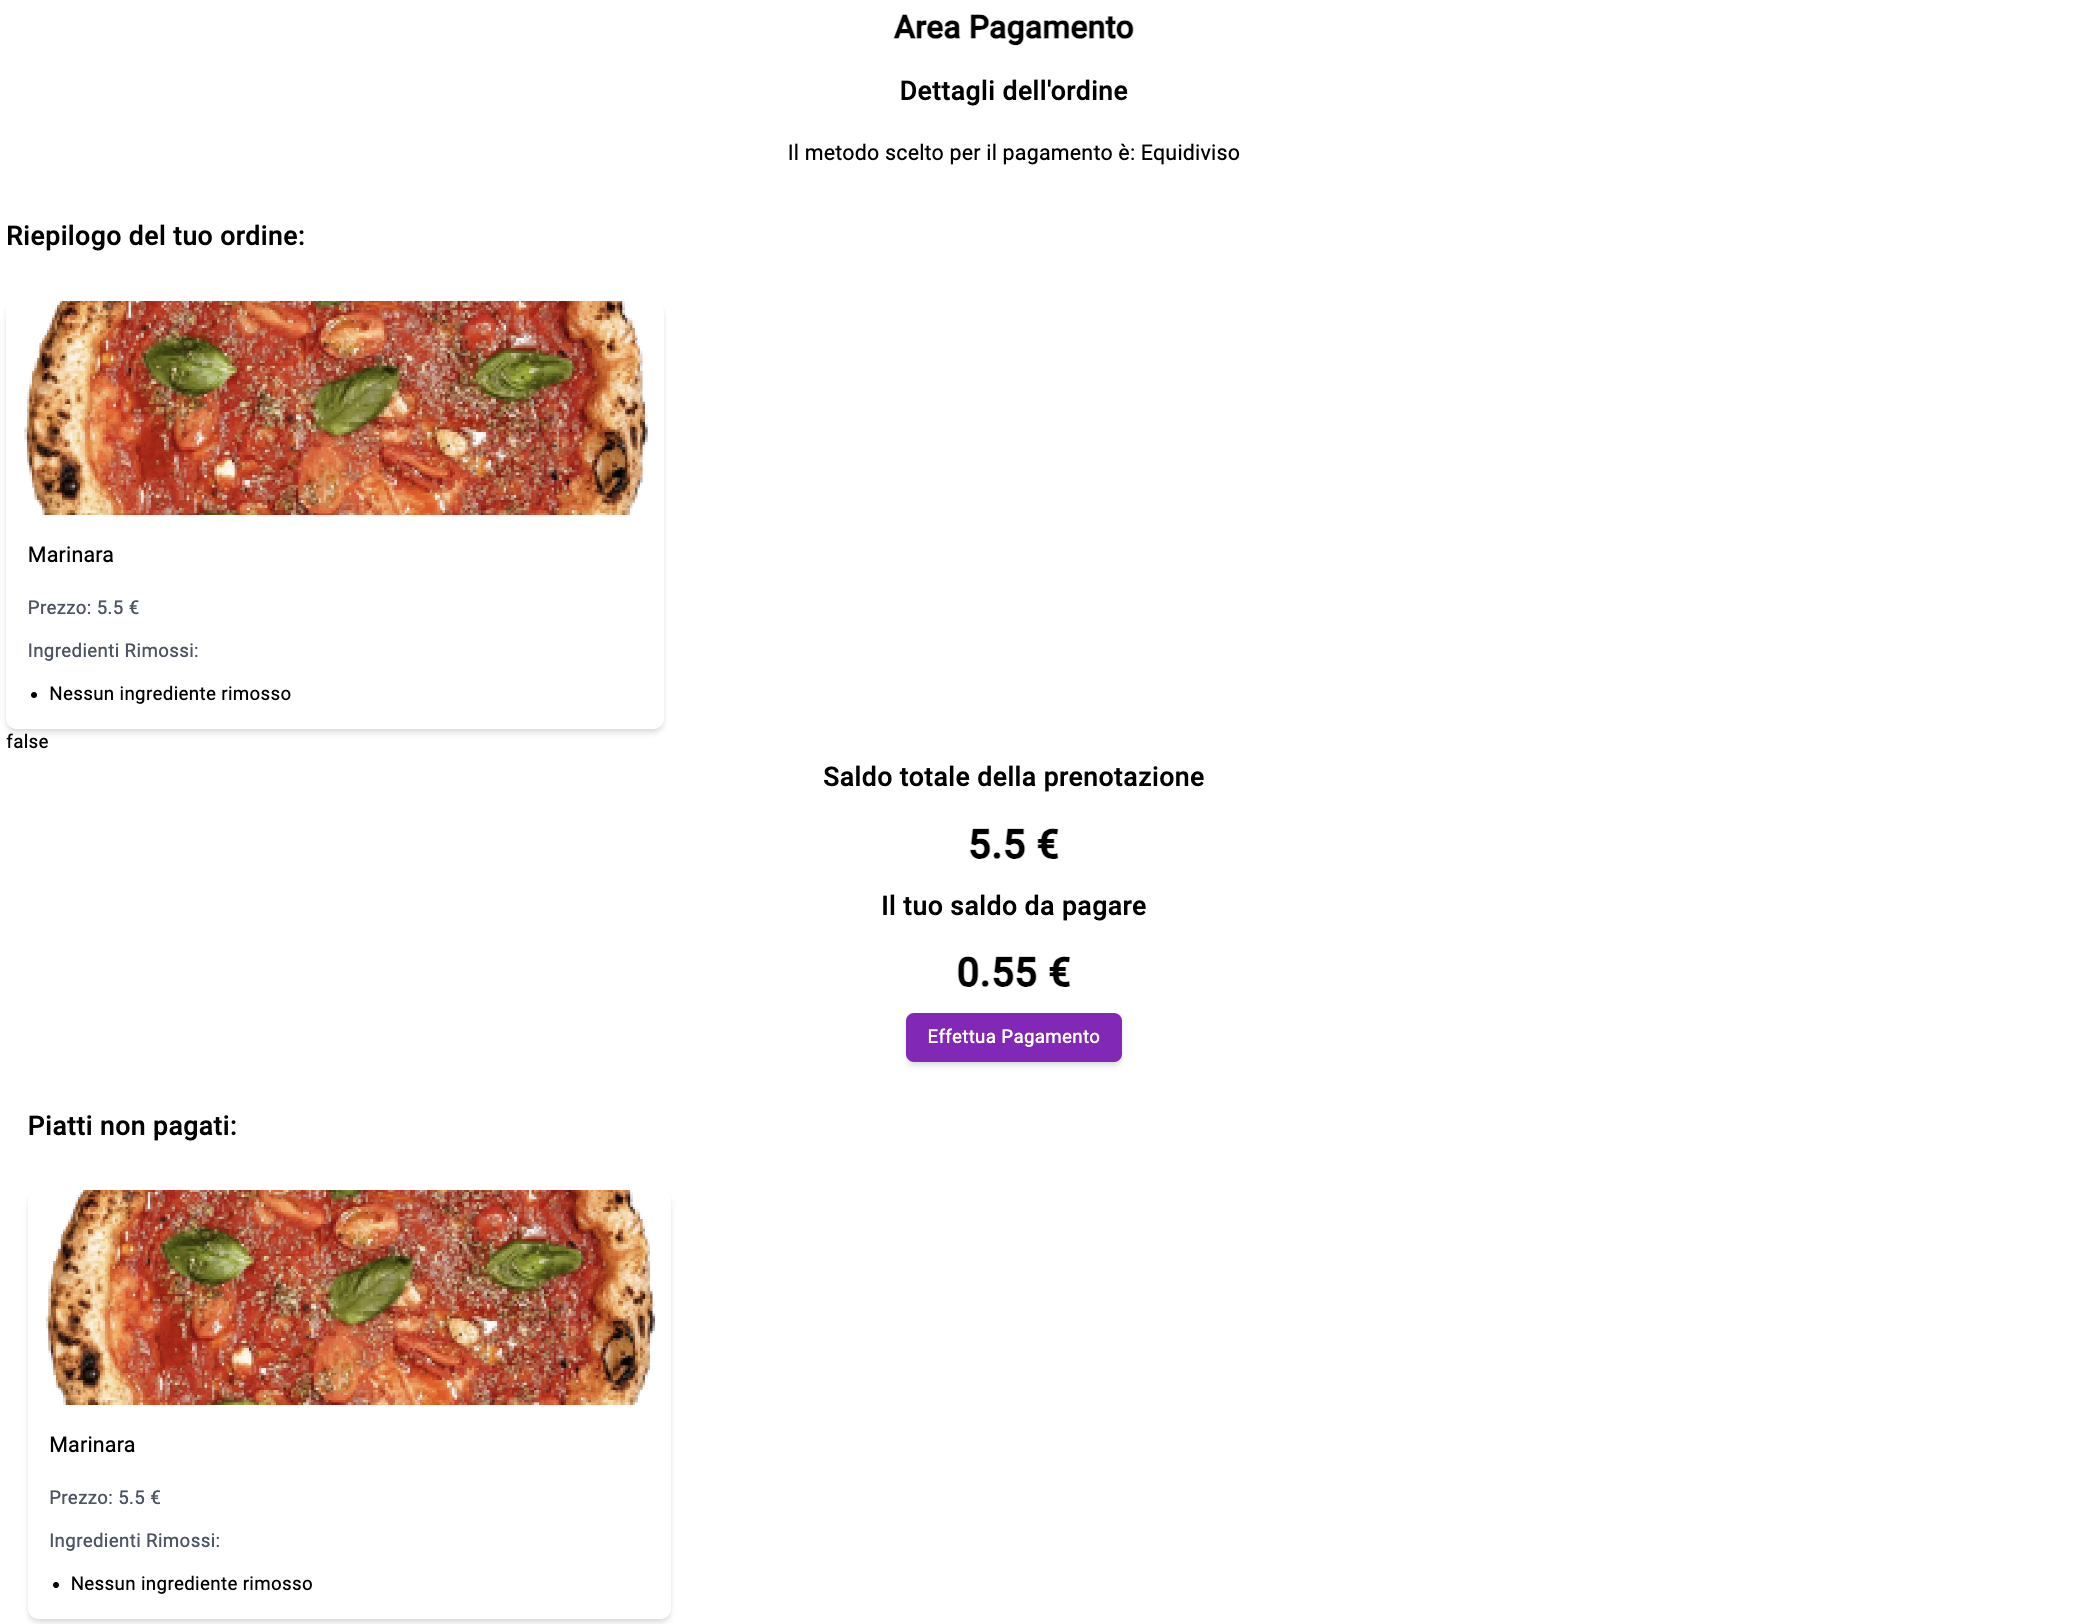 Area Pagamento
Dettagli dell'ordine
Il metodo scelto per il pagamento è: Equidiviso
Riepilogo del tuo ordine:
Marinara
Prezzo: 5.5 €
Ingredienti Rimossi:
• Nessun ingrediente rimosso
false
Saldo totale della prenotazione
5.5 €
Il tuo saldo da pagare
0.55 €
Effettua Pagamento
Piatti non pagati:
Marinara
Prezzo: 5.5 €
Ingredienti Rimossi:
• Nessun ingrediente rimosso